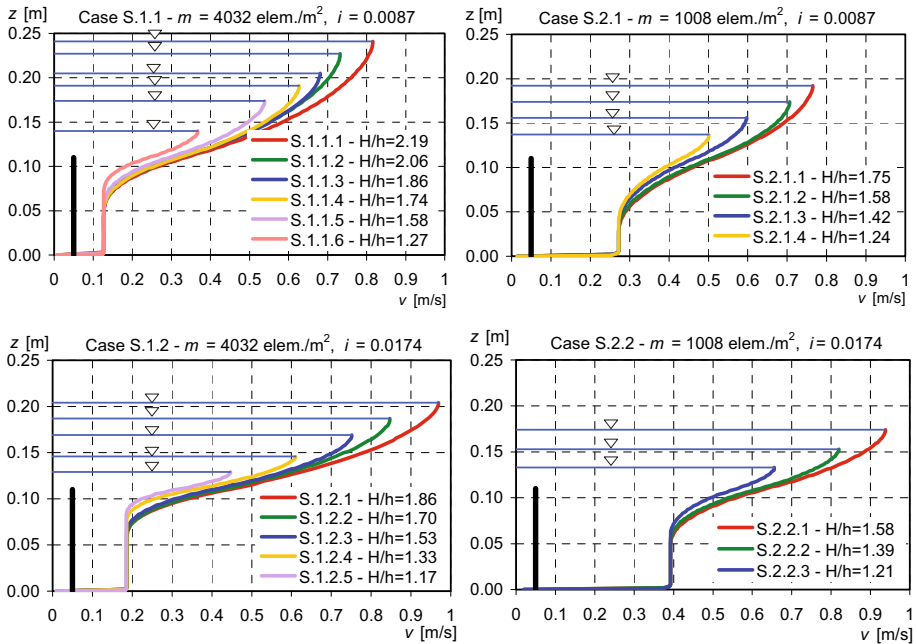 z [m]
Case S.1.1 - m = 4032 elem./m², i = 0.0087
0.25
0.20
0.15
0.10
0.05
0.00
S.1.1.1 - H/h=2.19
S.1.1.2 - H/h=2.06
S.1.1.3 - H/h=1.86
S.1.1.4 - H/h=1.74
S.1.1.5 - H/h=1.58
S.1.1.6 - H/h=1.27
0 0.1 0.2 0.3 0.4 0.5 0.6 0.7 0.8 0.9 1
v [m/s]
z [m]
Case S.2.1 - m = 1008 elem./m², i = 0.0087
0.25
0.20
0.15
0.10
0.05
0.00
S.2.1.1 - H/h=1.75
S.2.1.2 - H/h=1.58
S.2.1.3 - H/h=1.42
S.2.1.4 - H/h=1.24
0 0.1 0.2 0.3 0.4 0.5 0.6 0.7 0.8 0.9 1
v [m/s]
z [m]
Case S.1.2 - m = 4032 elem./m², i = 0.0174
0.25
0.20
0.15
0.10
0.05
0.00
S.1.2.1 - H/h=1.86
S.1.2.2 - H/h=1.70
S.1.2.3 - H/h=1.53
S.1.2.4 - H/h=1.33
S.1.2.5 - H/h=1.17
0 0.1 0.2 0.3 0.4 0.5 0.6 0.7 0.8 0.9 1
v [m/s]
z [m]
Case S.2.2 - m = 1008 elem./m², i = 0.0174
0.25
0.20
0.15
0.10
0.05
0.00
S.2.2.1 - H/h=1.58
S.2.2.2 - H/h=1.39
S.2.2.3 - H/h=1.21
0 0.1 0.2 0.3 0.4 0.5 0.6 0.7 0.8 0.9 1
v [m/s]